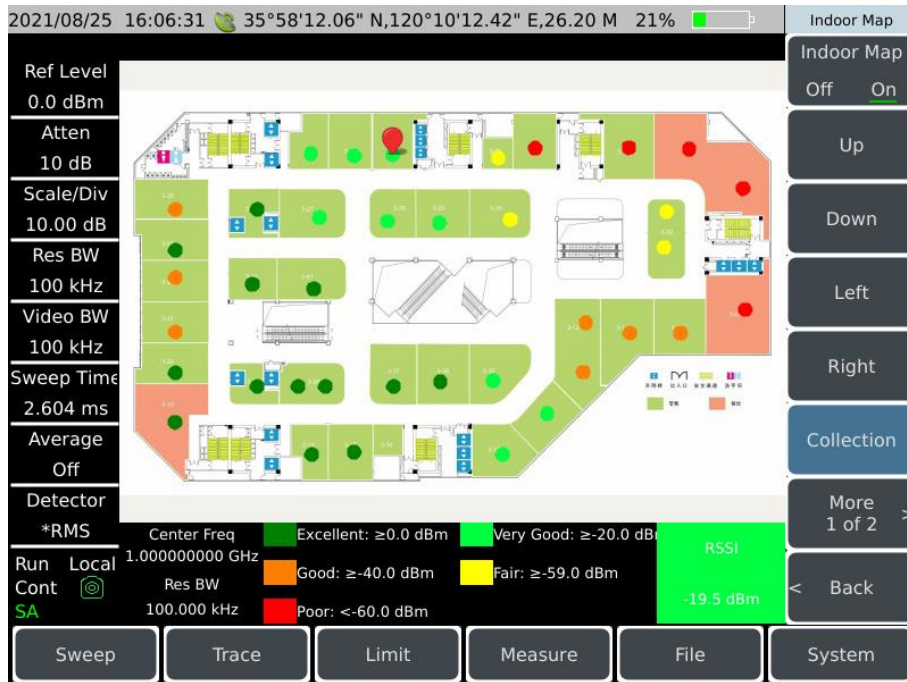 2021/08/25 16:06:31 35°58'12.06" N,120°10'12.42" E,26.20 M 21%
Indoor Map
Indoor Map
Off On
Ref Level
0.0 dBm
Atten
10 dB
Scale/Div
10.00 dB
Res BW
100 kHz
Video BW
100 kHz
Sweep Time
2.604 ms
Average
Off
Detector
*RMS
Run Local
Cont
SA
Up
Down
Left
Right
Collection
More
1 of 2 >
< Back
Center Freq
1.000000000 GHz
Res BW
100.000 kHz
Excellent: ≥0.0 dBm
Very Good: ≥-20.0 dB
Good: ≥-40.0 dBm
Fair: ≥-59.0 dBm
Poor: <-60.0 dBm
RSSI
-19.5 dBm
Sweep
Trace
Limit
Measure
File
System